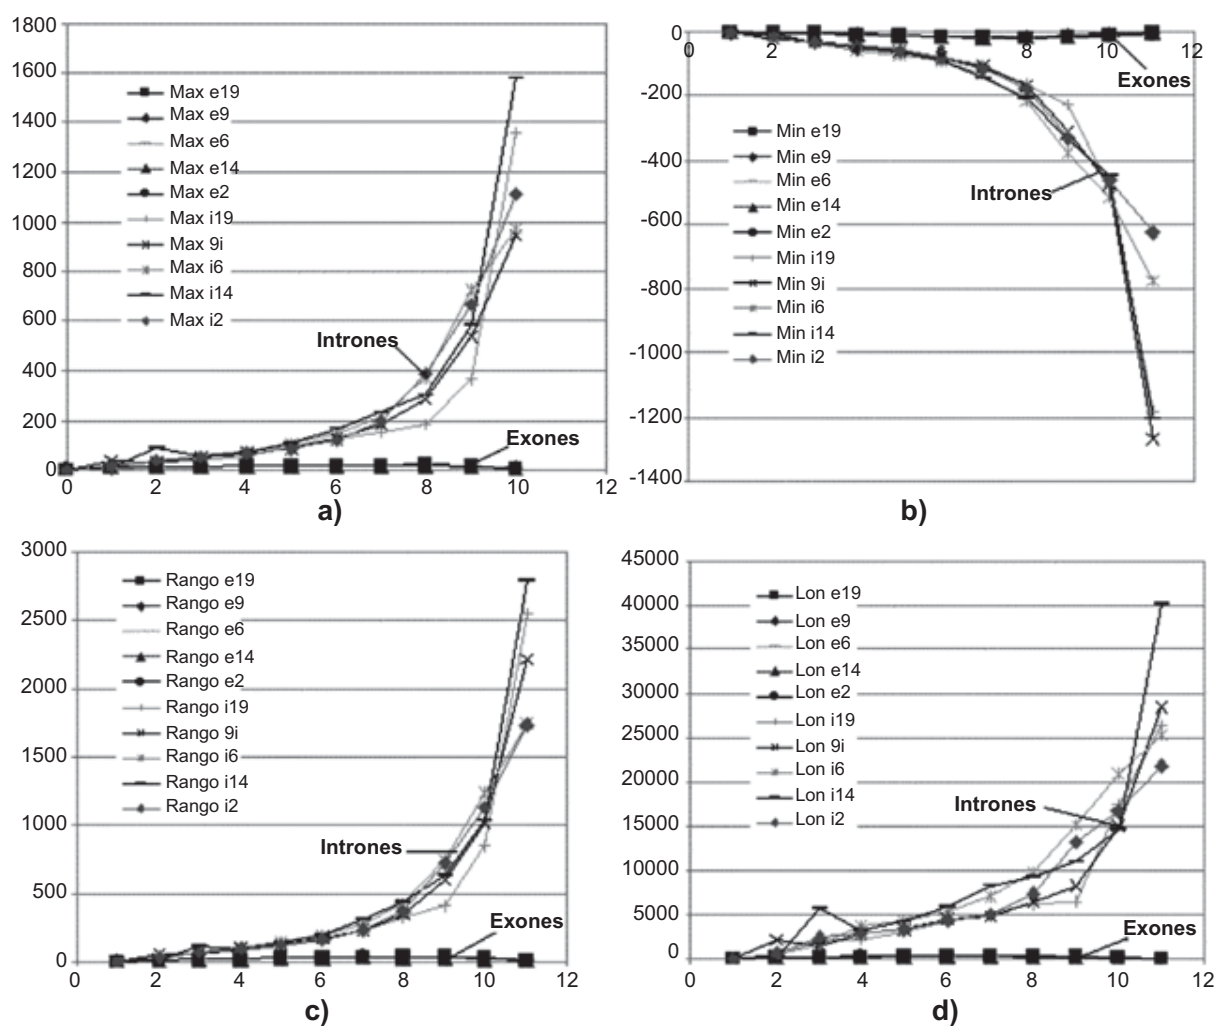 1800
1600
1400
1200
1000
800
600
400
200
0
Max e19
Max e9
Max e6
Max e14
Max e2
Max i19
Max 9i
Max i6
Max i14
Max i2
Intrones
Exones
0 2 4 6 8 10 12
a)
0
-200
-400
-600
-800
-1000
-1200
-1400
0 2 4 6 8 10 12
Exones
Min e19
Min e9
Min e6
Min e14
Min e2
Min i19
Min 9i
Min i6
Min i14
Min i2
Intrones
b)
3000
2500
2000
1500
1000
500
0
Rango e19
Rango e9
Rango e6
Rango e14
Rango e2
Rango i19
Rango 9i
Rango i6
Rango i14
Rango i2
Intrones
Exones
0 2 4 6 8 10 12
c)
45000
40000
35000
30000
25000
20000
15000
10000
5000
0
Lon e19
Lon e9
Lon e6
Lon e14
Lon e2
Lon i19
Lon 9i
Lon i6
Lon i14
Lon i2
Intrones
Exones
0 2 4 6 8 10 12
d)